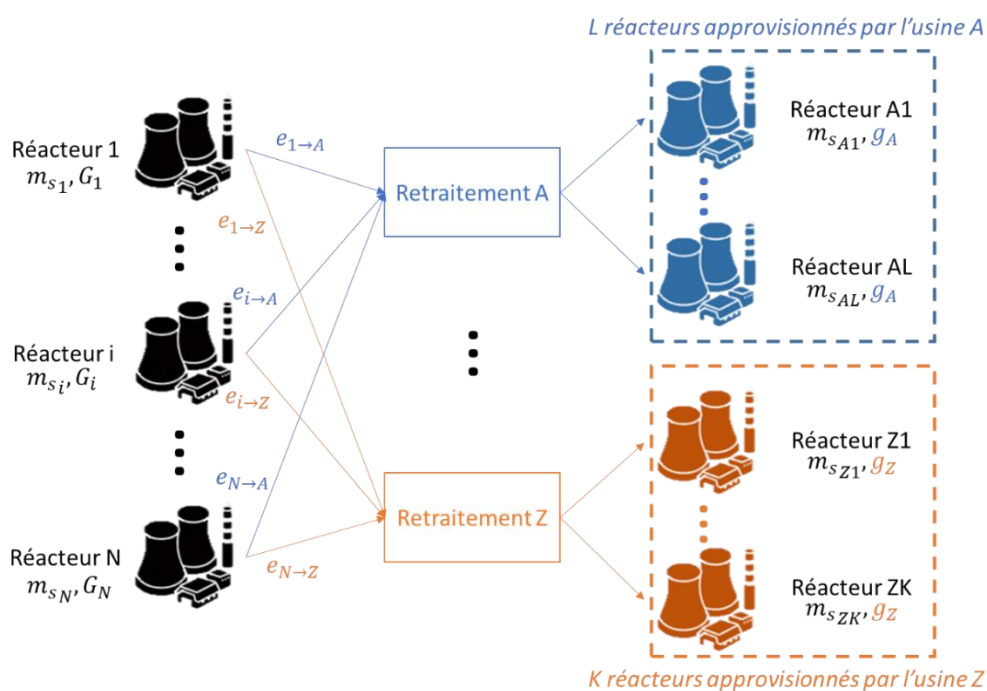 L réacteurs approvisionnés par l'usine A
Réacteur 1
m_{s_1}, G_1
e_{1→A}
Retraitement A
Réacteur A1
m_{s_{A1}}, g_A
e_{1→Z}
Réacteur AL
m_{s_{AL}}, g_A
e_{i→A}
Réacteur i
m_{s_i}, G_i
e_{i→Z}
Réacteur Z1
m_{s_{Z1}}, g_Z
e_{N→A}
Retraitement Z
Réacteur N
m_{s_N}, G_N
e_{N→Z}
Réacteur ZK
m_{s_{ZK}}, g_Z
K réacteurs approvisionnés par l'usine Z